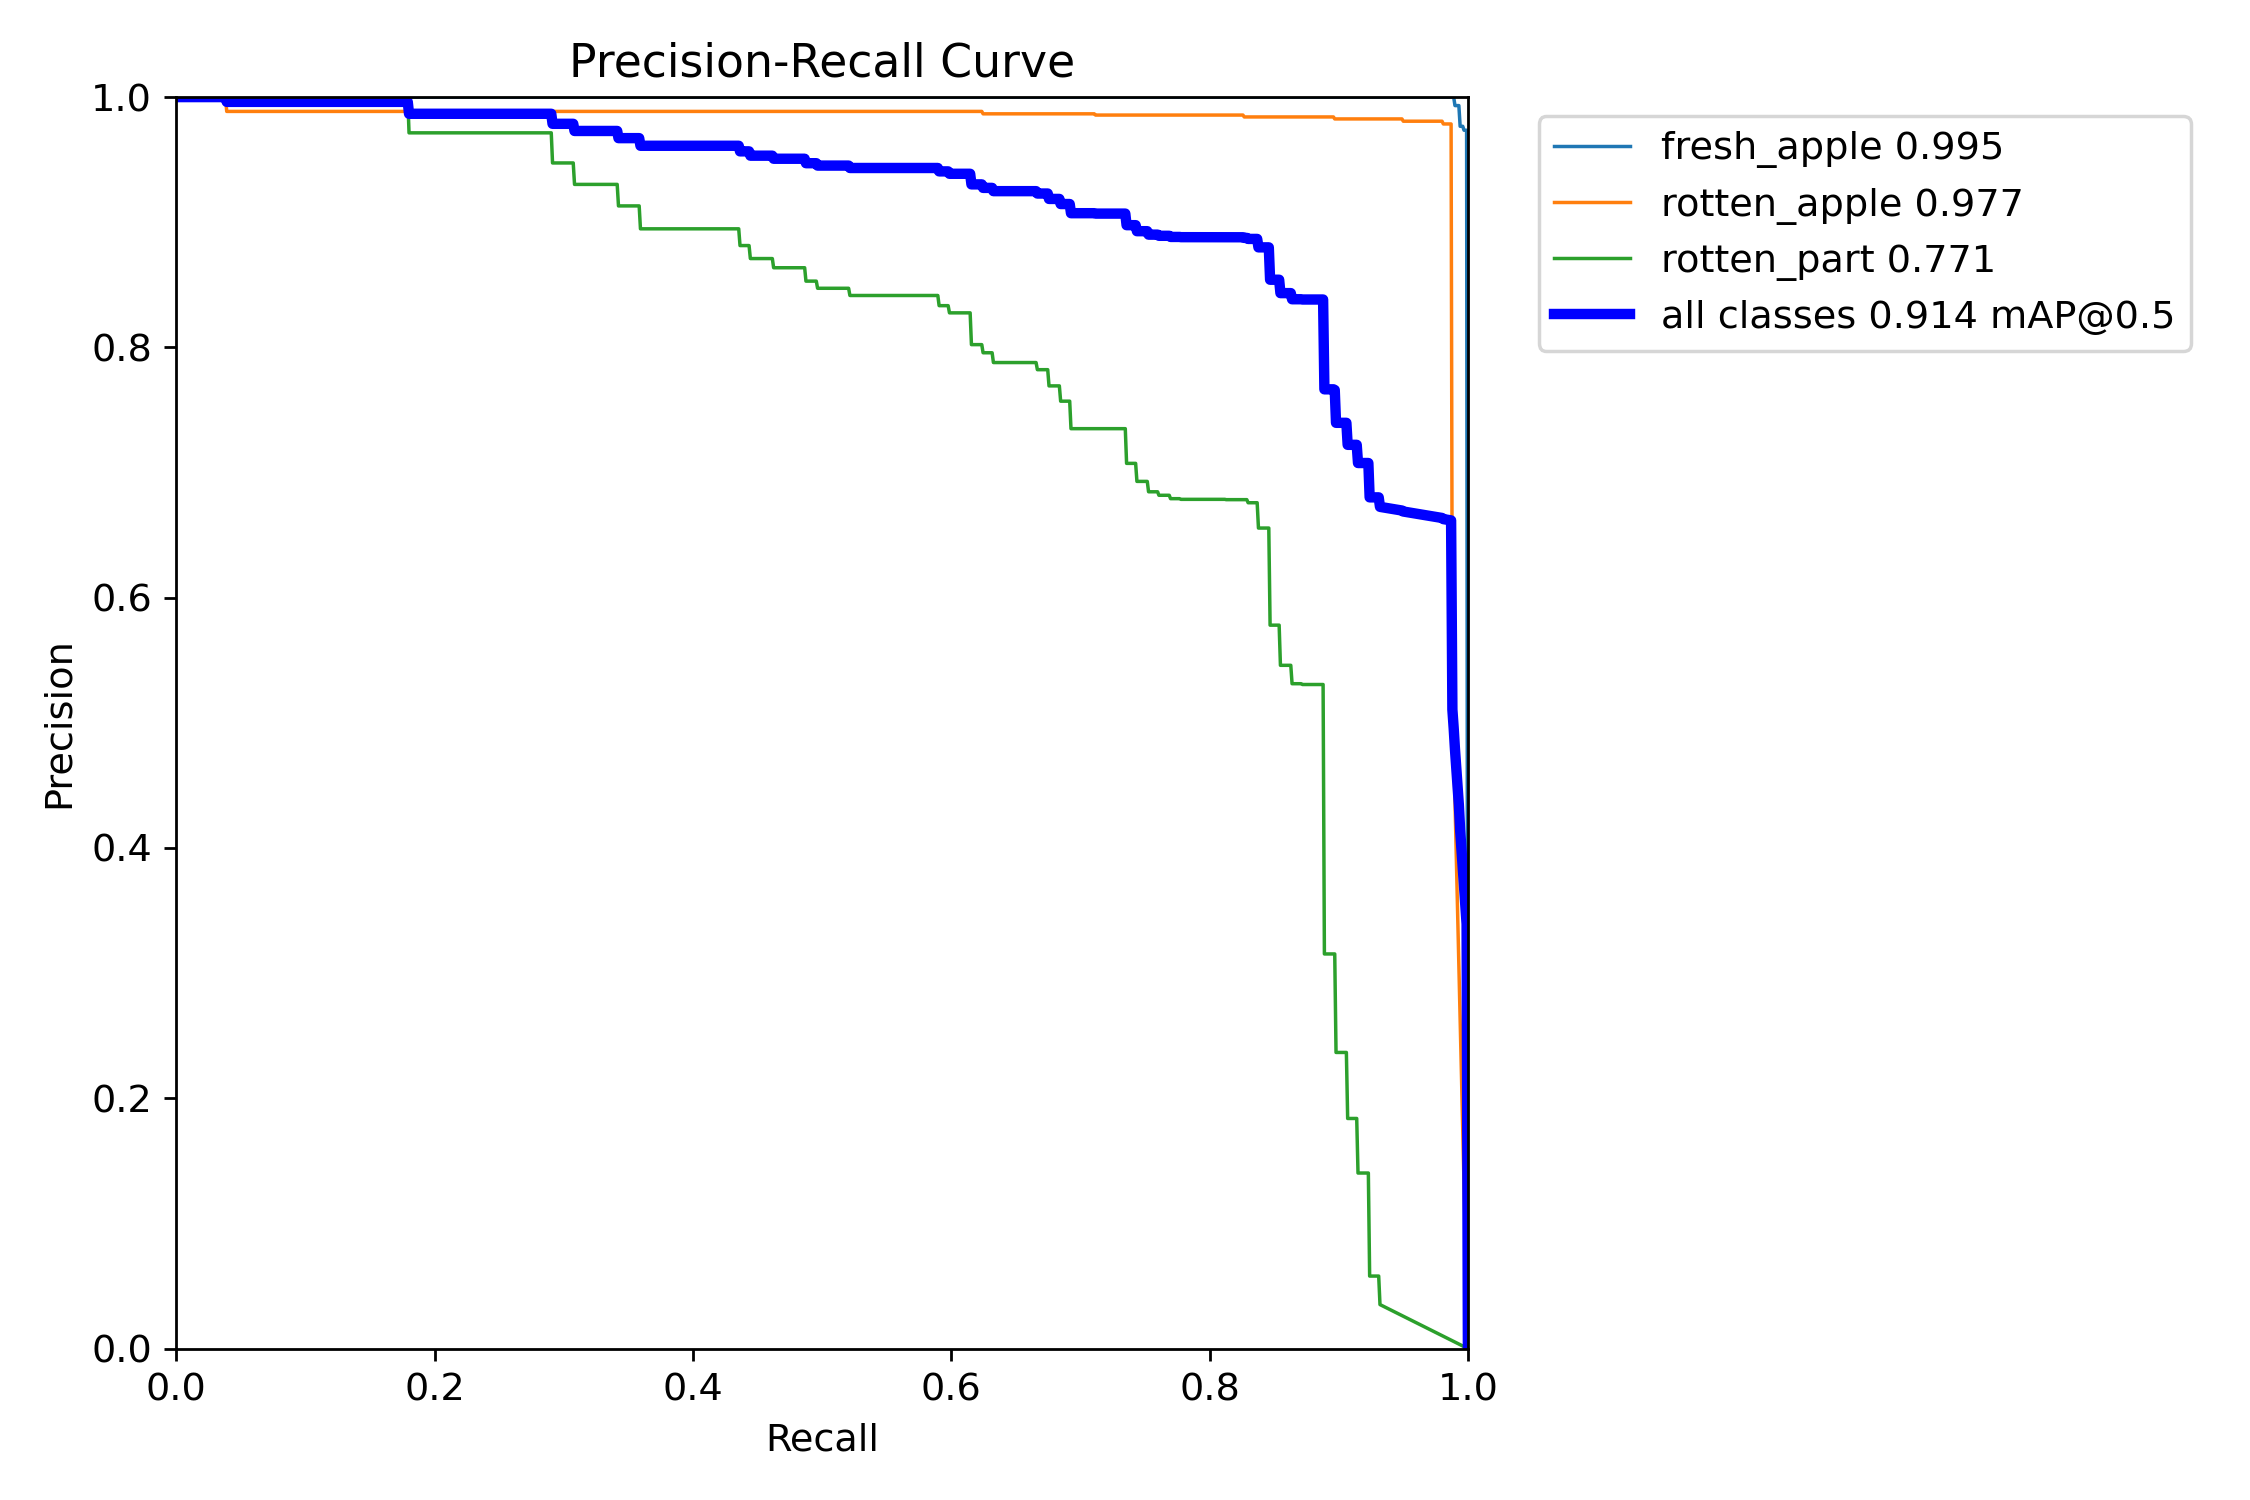 Precision-Recall Curve
1.0
0.8
0.6
0.4
0.2
0.0
Precision
0.0 0.2 0.4 0.6 0.8 1.0
Recall
fresh_apple 0.995
rotten_apple 0.977
rotten_part 0.771
all classes 0.914 mAP@0.5